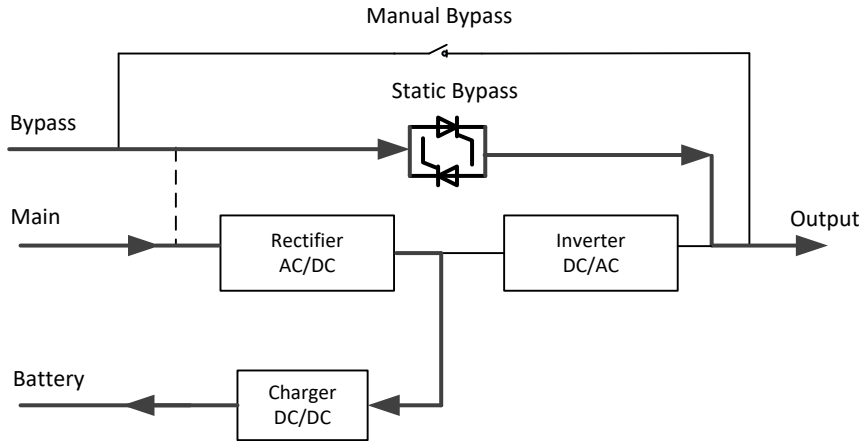 Manual Bypass
Static Bypass
Bypass
Main
Rectifier
AC/DC
Inverter
DC/AC
Output
Battery
Charger
DC/DC